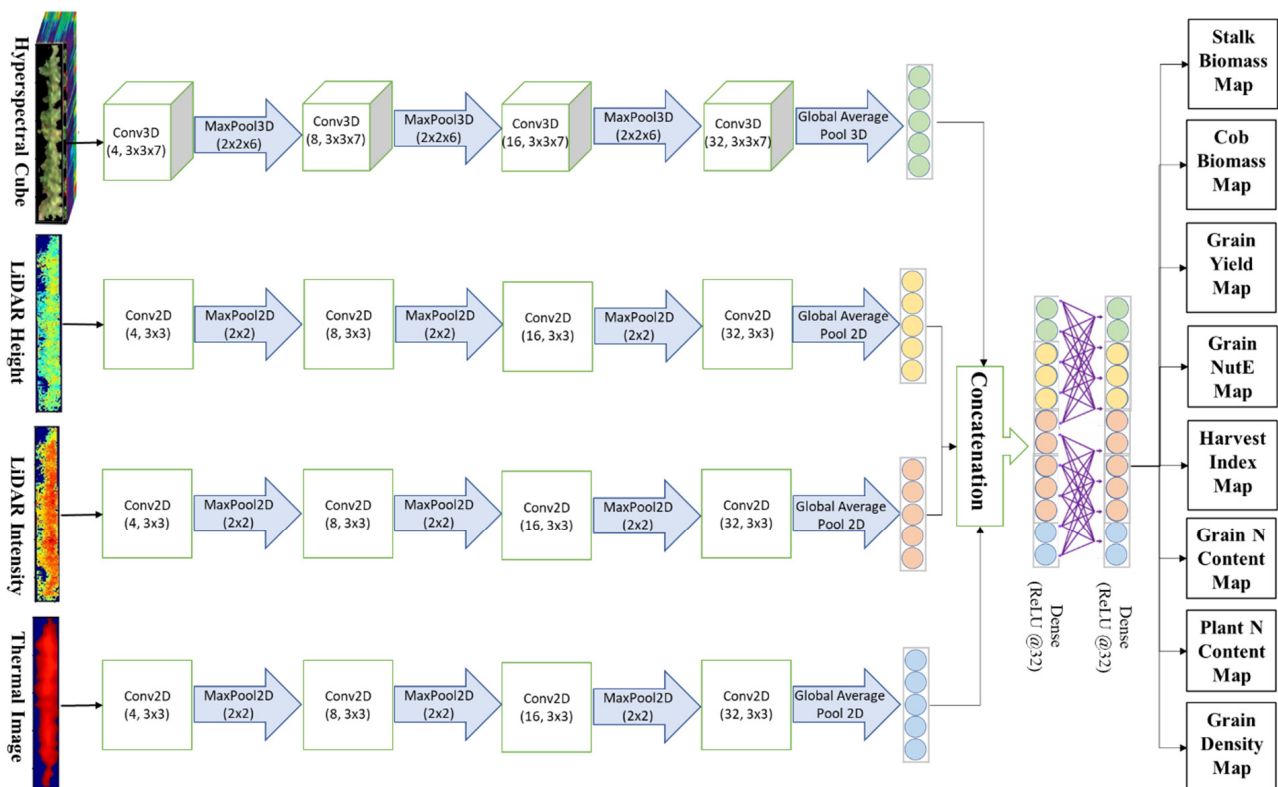 Hyperspectral Cube
Conv3D
(4, 3x3x7)
MaxPool3D
(2x2x6)
Conv3D
(8, 3x3x7)
MaxPool3D
(2x2x6)
Conv3D
(16, 3x3x7)
MaxPool3D
(2x2x6)
Conv3D
(32, 3x3x7)
Global Average
Pool 3D
LiDAR Height
Conv2D
(4, 3x3)
MaxPool2D
(2x2)
Conv2D
(8, 3x3)
MaxPool2D
(2x2)
Conv2D
(16, 3x3)
MaxPool2D
(2x2)
Conv2D
(32, 3x3)
Global Average
Pool 2D
LiDAR Intensity
Conv2D
(4, 3x3)
MaxPool2D
(2x2)
Conv2D
(8, 3x3)
MaxPool2D
(2x2)
Conv2D
(16, 3x3)
MaxPool2D
(2x2)
Conv2D
(32, 3x3)
Global Average
Pool 2D
Thermal Image
Conv2D
(4, 3x3)
MaxPool2D
(2x2)
Conv2D
(8, 3x3)
MaxPool2D
(2x2)
Conv2D
(16, 3x3)
MaxPool2D
(2x2)
Conv2D
(32, 3x3)
Global Average
Pool 2D
Concatenation
Dense
(ReLU @32)
Dense
(ReLU @32)
Stalk
Biomass
Map
Cob
Biomass
Map
Grain
Yield
Map
Grain
NutE
Map
Harvest
Index
Map
Grain N
Content
Map
Plant N
Content
Map
Grain
Density
Map